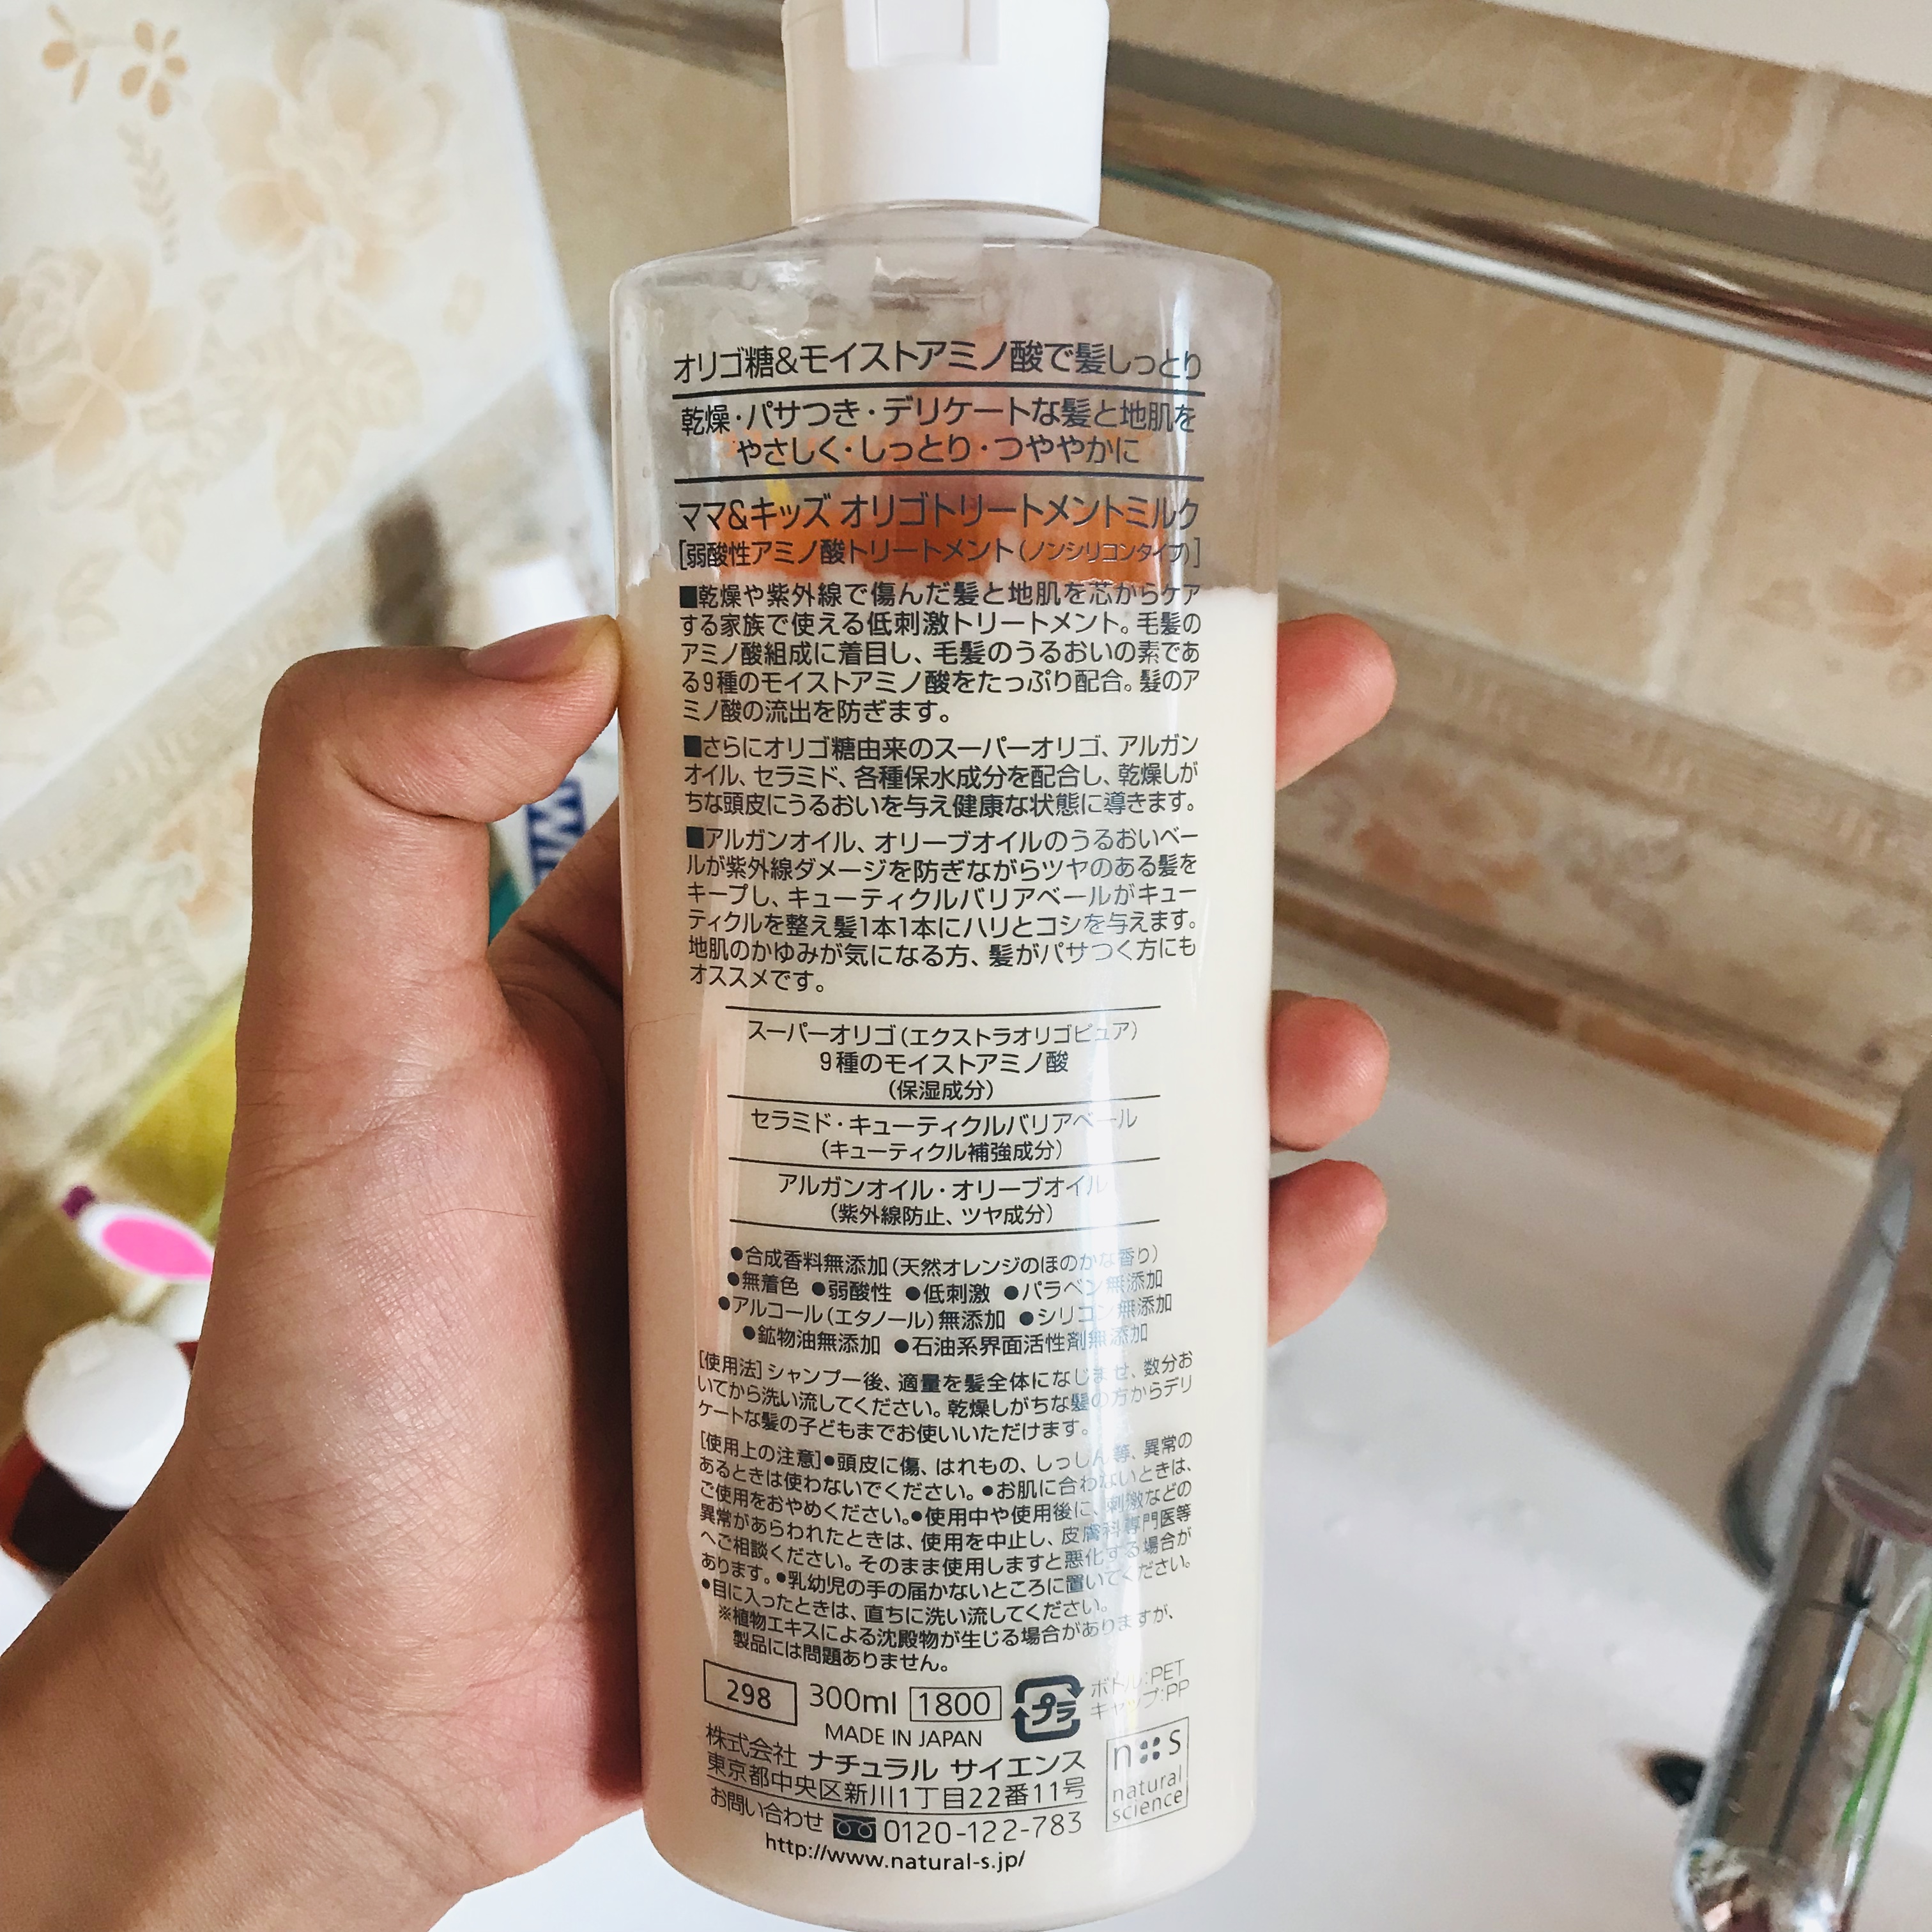 オリゴ糖&モイストアミノ酸で髪しっとり
乾燥・パサつき・デリケートな髪と地肌を
やさしく・しっとり・つややかに
ママ&キッズ オリゴトリートメントミルク
[弱酸性アミノ酸トリートメント(ノンシリコンタイプ)]
■乾燥や紫外線で傷んだ髪と地肌を芯からケア
する家族で使える低刺激トリートメント。毛髪の
アミノ酸組成に着目し、毛髪のうるおいの素であ
る9種のモイストアミノ酸をたっぷり配合。髪のア
ミノ酸の流出を防ぎます。
■さらにオリゴ糖由来のスーパーオリゴ、アルガン
オイル、セラミド、各種保水成分を配合し、乾燥しが
ちな頭皮にうるおいを与え健康な状態に導きます。
■アルガンオイル、オリーブオイルのうるおいベー
ルが紫外線ダメージを防ぎながらツヤのある髪を
キープし、キューティクルバリアベールがキュー
ティクルを整え髪1本1本にハリとコシを与えます。
地肌のかゆみが気になる方、髪がパサつく方にも
オススメです。
スーパーオリゴ(エクストラオリゴピュア)
9種のモイストアミノ酸
(保湿成分)
セラミド・キューティクルバリアベール
(キューティクル補強成分)
アルガンオイル・オリーブオイル
(紫外線防止、ツヤ成分)
●合成香料無添加(天然オレンジのほのかな香り)
●無着色 ●弱酸性 ●低刺激 ●パラベン無添加
●アルコール(エタノール)無添加 ●シリコン無添加
●鉱物油無添加 ●石油系界面活性剤無添加
[使用法]シャンプー後、適量を髪全体になじませ、数分お
いてから洗い流してください。乾燥しがちな髪の方からデリ
ケートな髪の子どもまでお使いいただけます。
[使用上の注意]●頭皮に傷、はれもの、しっしん等、異常の
あるときは使わないでください。●お肌に合わないときは、
ご使用をおやめください。●使用中や使用後に、刺激などの
異常があらわれたときは、使用を中止し、皮膚科専門医等
へご相談ください。そのまま使用しますと悪化する場合が
あります。●乳幼児の手の届かないところに置いてください。
●目に入ったときは、直ちに洗い流してください。
※植物エキスによる沈殿物が生じる場合がありますが、
製品には問題ありません。
298 300ml 1800 プラ ボトル:PET
キャップ:PP
MADE IN JAPAN
株式会社 ナチュラル サイエンス
東京都中央区新川1丁目22番11号
お問い合わせ 0120-122-783
http://www.natural-s.jp/
n s
natural
science